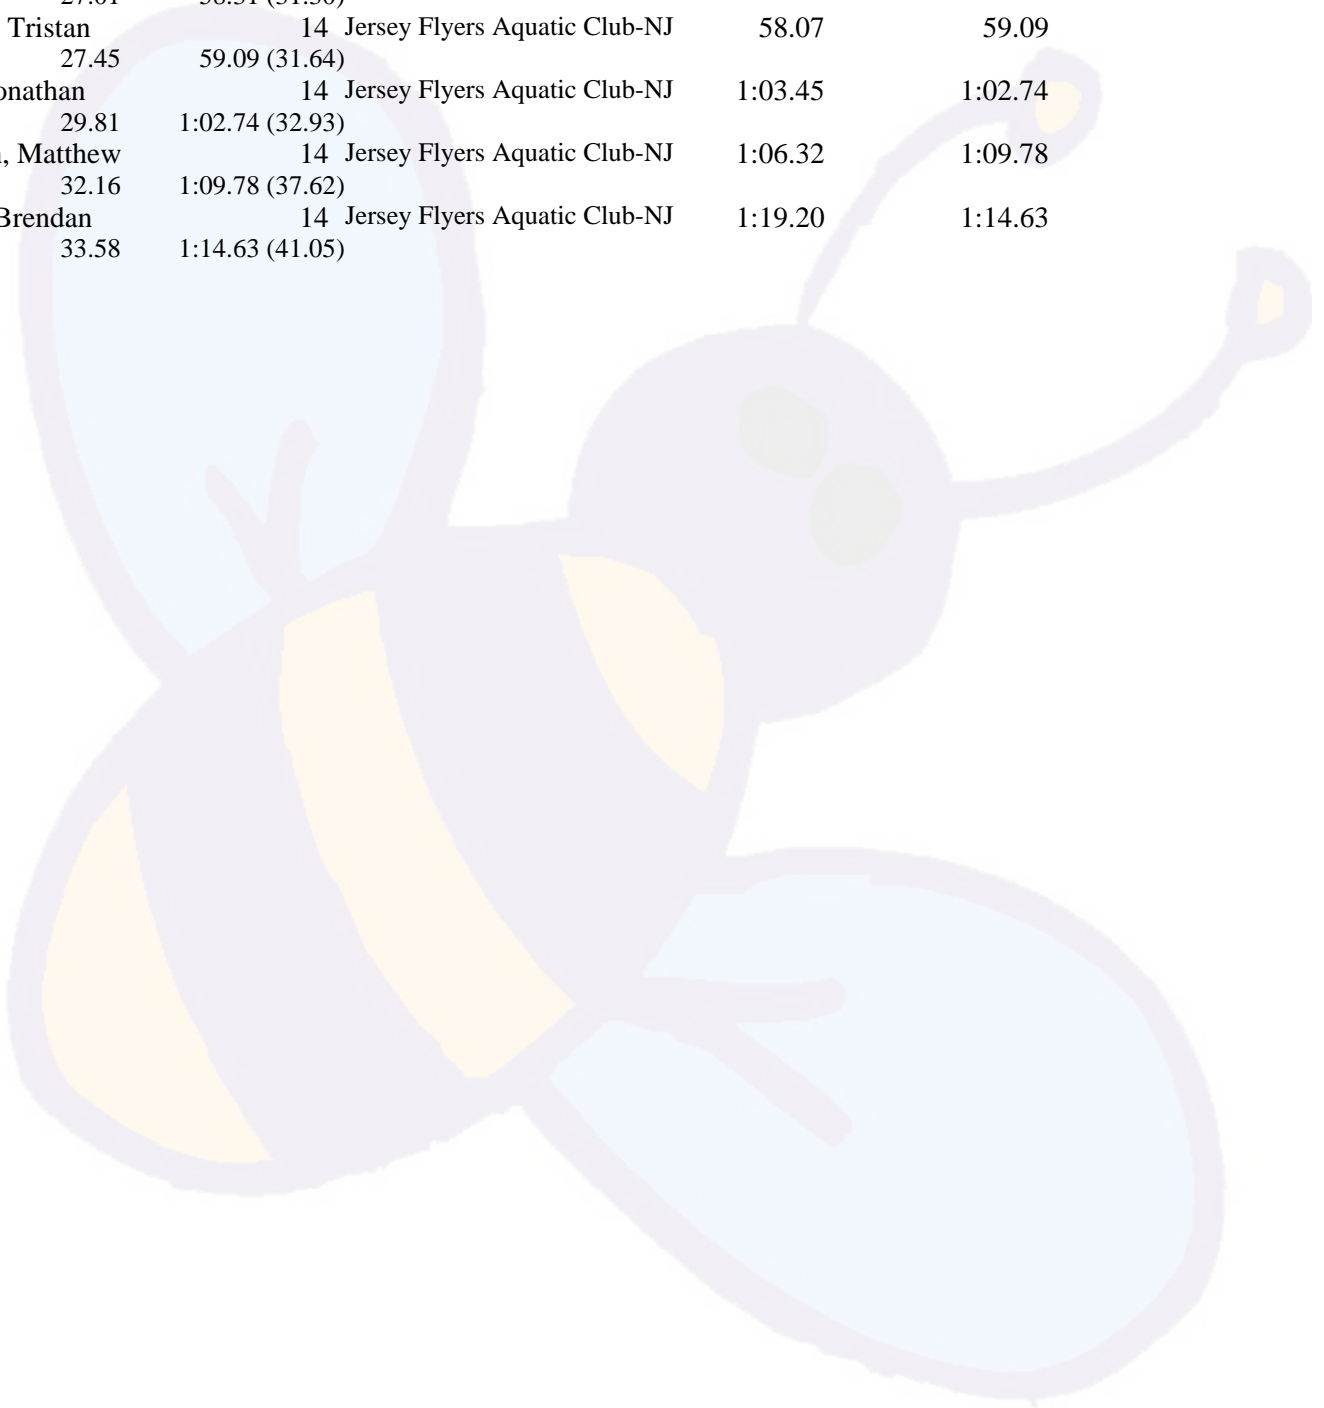 Tristan 14 Jersey Flyers Aquatic Club-NJ 58.07 59.09
27.45 59.09 (31.64)
14 Jersey Flyers Aquatic Club-NJ 1:03.45 1:02.74
29.81 1:02.74 (32.93)
, Matthew 14 Jersey Flyers Aquatic Club-NJ 1:06.32 1:09.78
32.16 1:09.78 (37.62)
Brendan 14 Jersey Flyers Aquatic Club-NJ 1:19.20 1:14.63
33.58 1:14.63 (41.05)